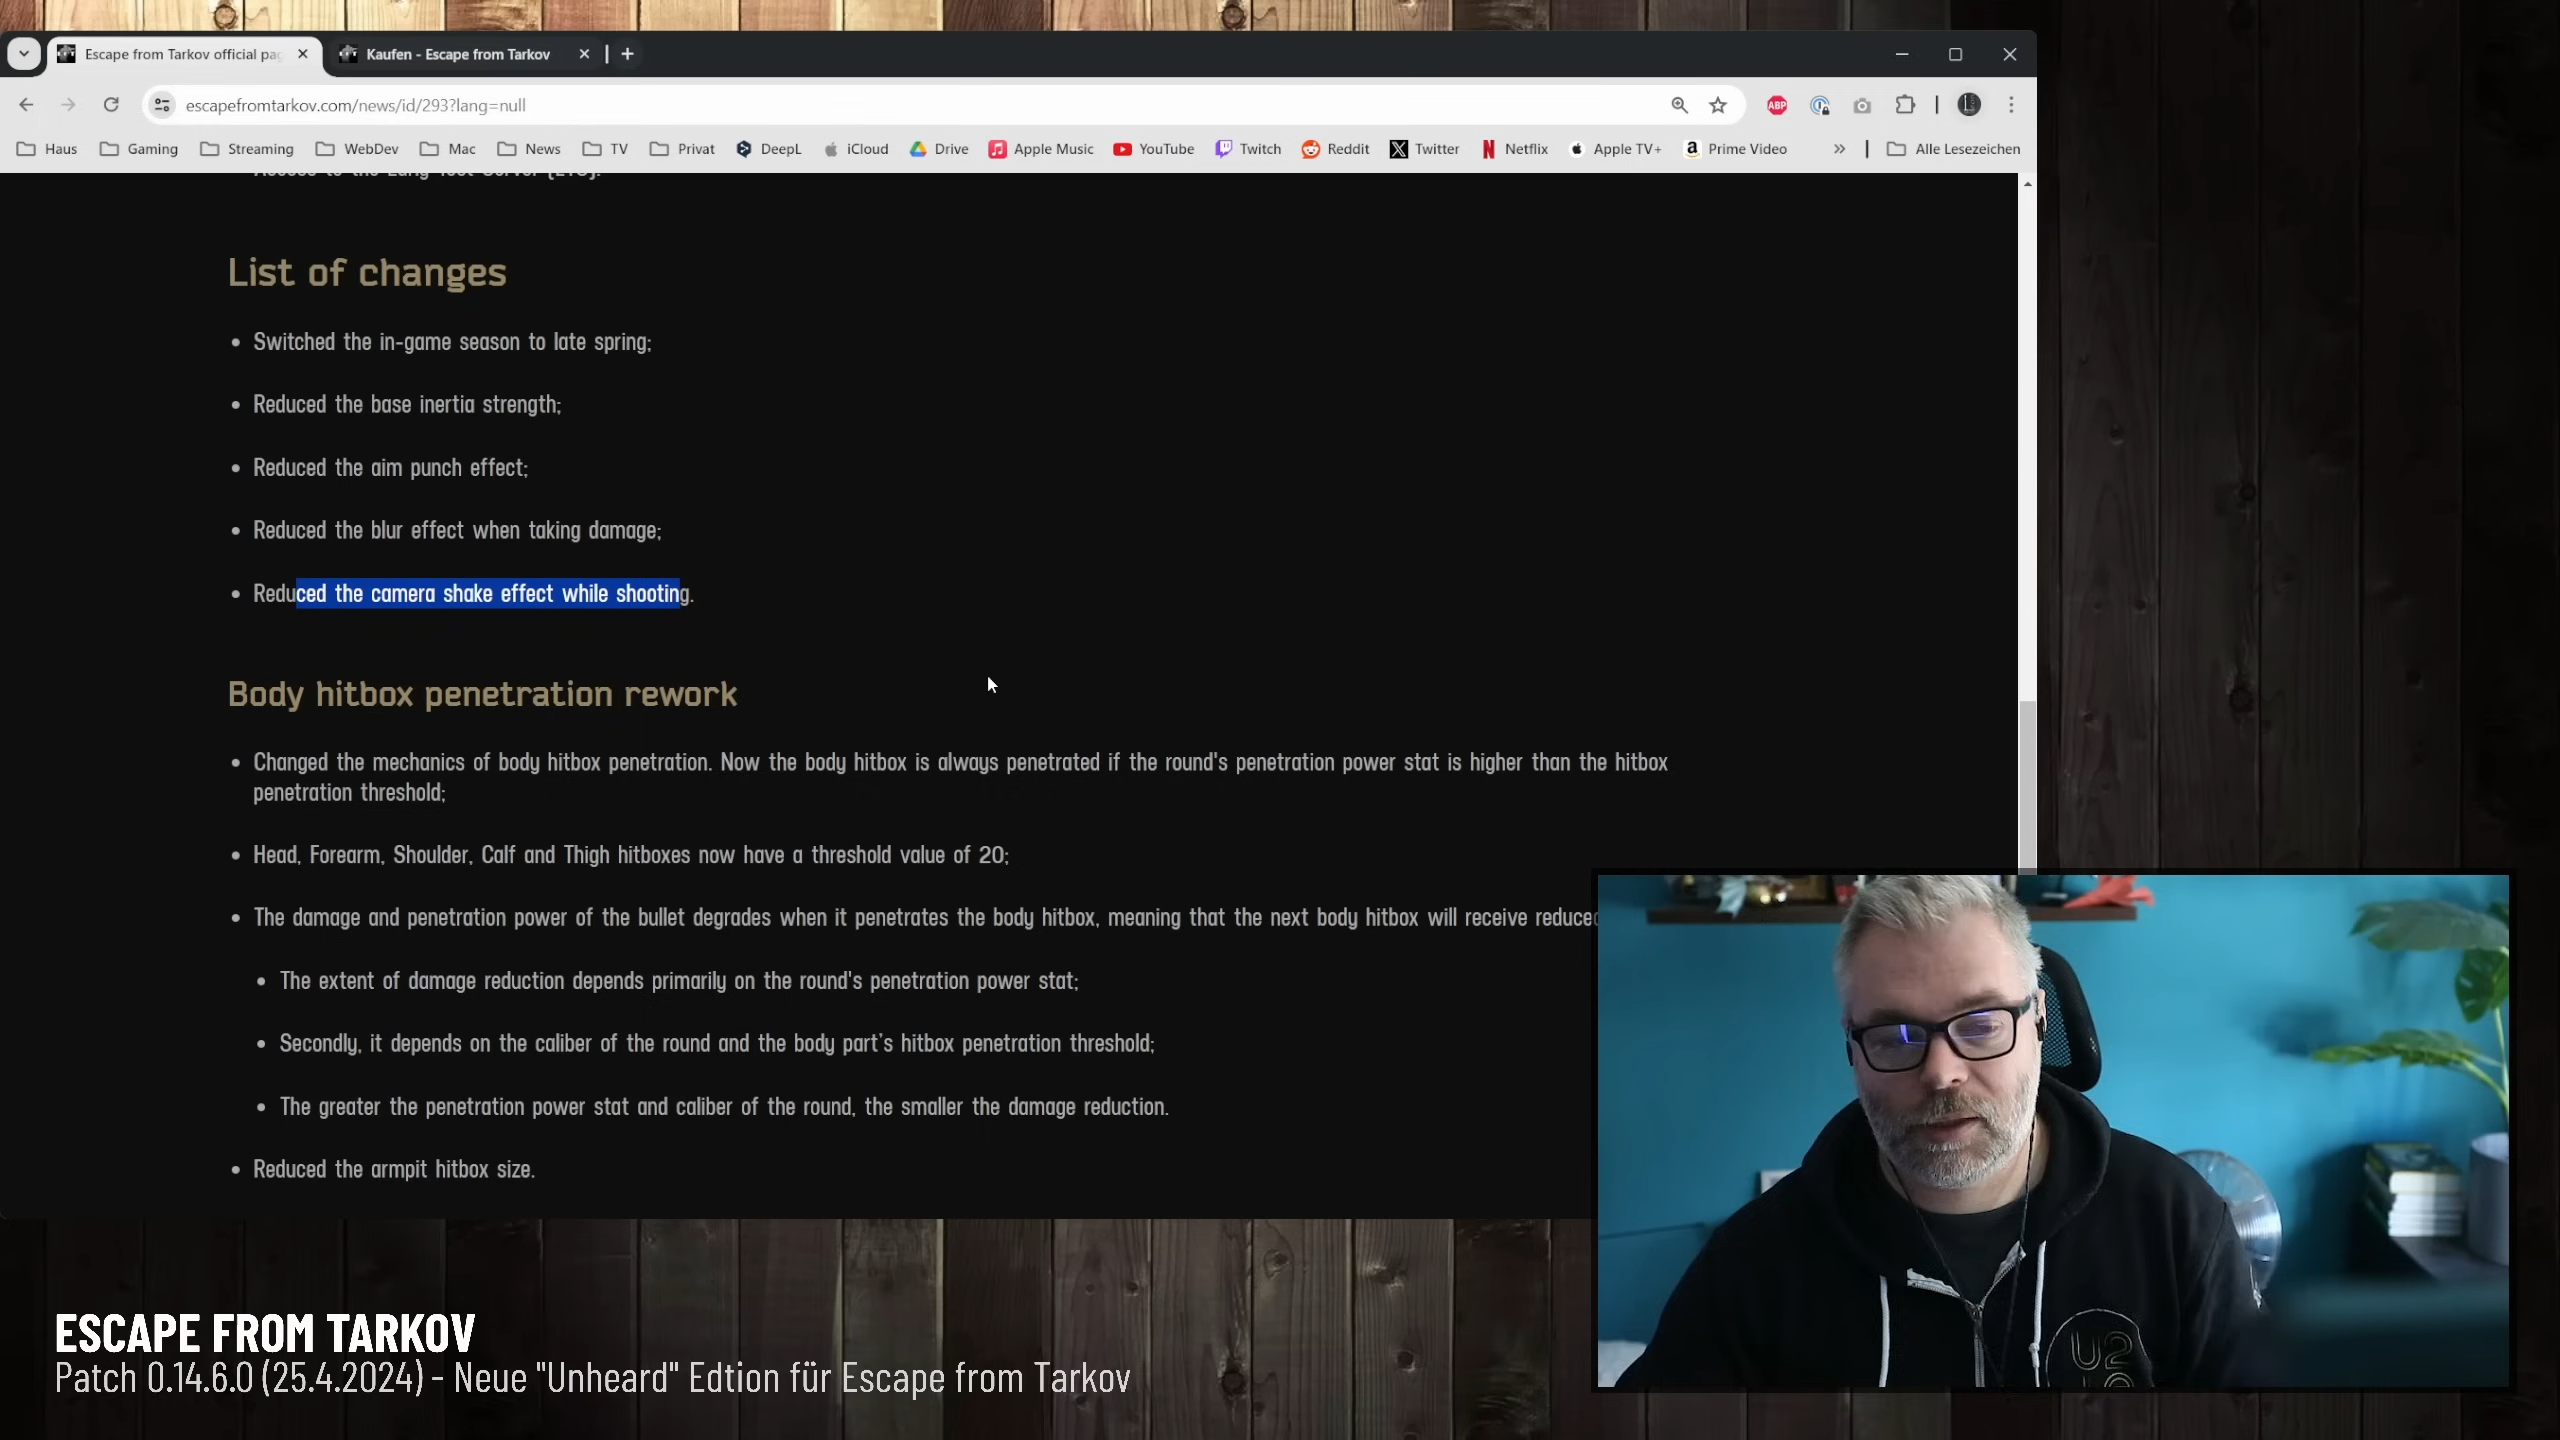 Escape from Tarkov official pag
Kaufen - Escape from Tarkov
escapefromtarkov.com/news/id/293?lang=null
ABP
Haus Gaming Streaming WebDev Mac News TV Privat DeepL iCloud Drive Apple Music YouTube Twitch Reddit Twitter Netflix Apple TV+ Prime Video Alle Lesezeichen
List of changes
• Switched the in-game season to late spring;
• Reduced the base inertia strength;
• Reduced the aim punch effect;
• Reduced the blur effect when taking damage;
• Reduced the camera shake effect while shooting.
Body hitbox penetration rework
• Changed the mechanics of body hitbox penetration. Now the body hitbox is always penetrated if the round's penetration power stat is higher than the hitbox
penetration threshold;
• Head, Forearm, Shoulder, Calf and Thigh hitboxes now have a threshold value of 20;
• The damage and penetration power of the bullet degrades when it penetrates the body hitbox, meaning that the next body hitbox will receive reduced
• The extent of damage reduction depends primarily on the round's penetration power stat;
• Secondly, it depends on the caliber of the round and the body part's hitbox penetration threshold;
• The greater the penetration power stat and caliber of the round, the smaller the damage reduction.
• Reduced the armpit hitbox size.
U2
ESCAPE FROM TARKOV
Patch 0.14.6.0 (25.4.2024) - Neue "Unheard" Edtion für Escape from Tarkov